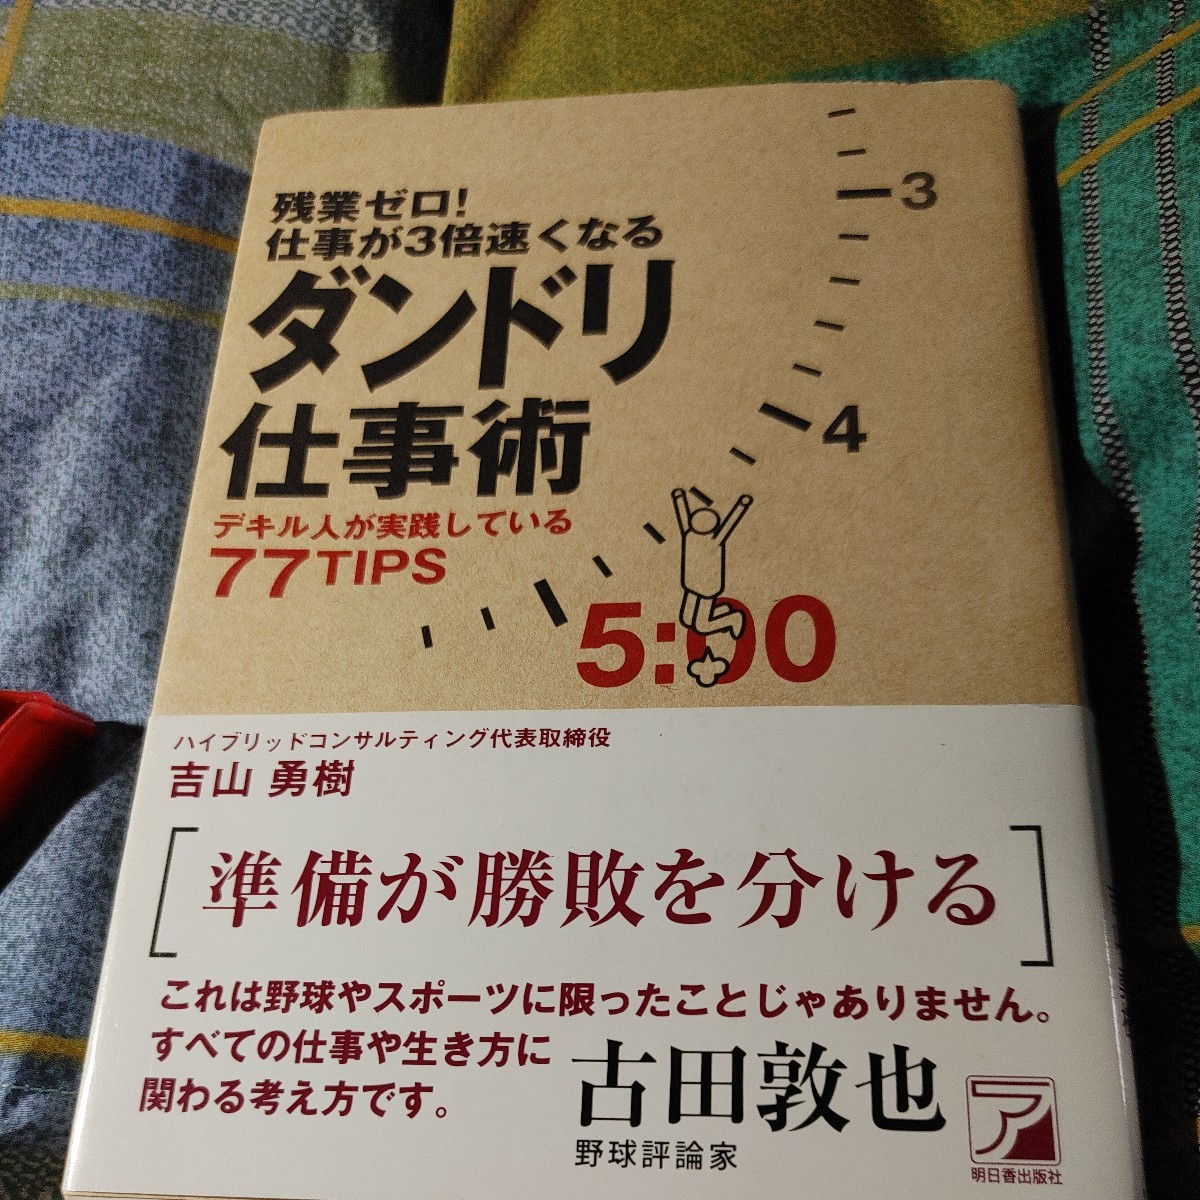 残業ゼロ!
仕事が3倍速くなる
ダンドリ
仕事術
デキル人が実践している
77TIPS
3
4
5:00
ハイブリッドコンサルティング代表取締役
吉山 勇樹
[準備が勝敗を分ける]
これは野球やスポーツに限ったことじゃありません。
すべての仕事や生き方に
関わる考え方です。
古田敦也
野球評論家
ア
明日香出版社